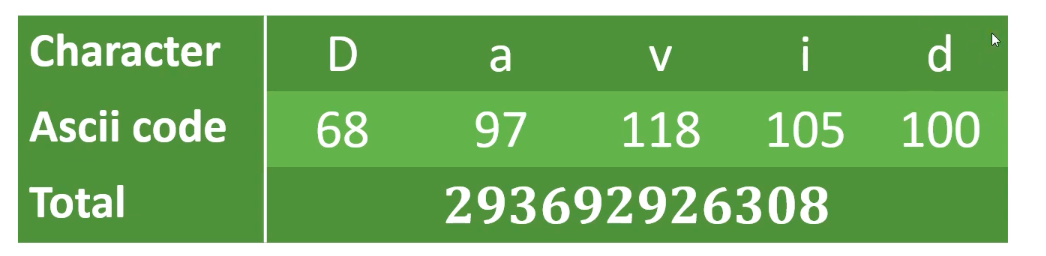 Character D a v i d
Ascii code 68 97 118 105 100
Total 293692926308